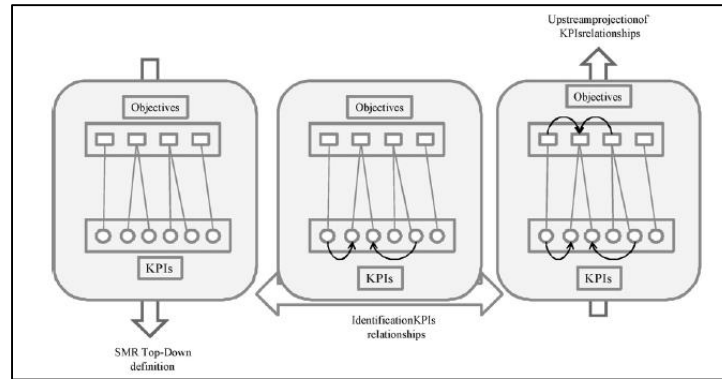 Upstreamprojectionof
KPIsrelationships
Objectives
Objectives
Objectives
KPIs
KPIs
KPIs
IdentificationKPIs
relationships
SMR Top-Down
definition